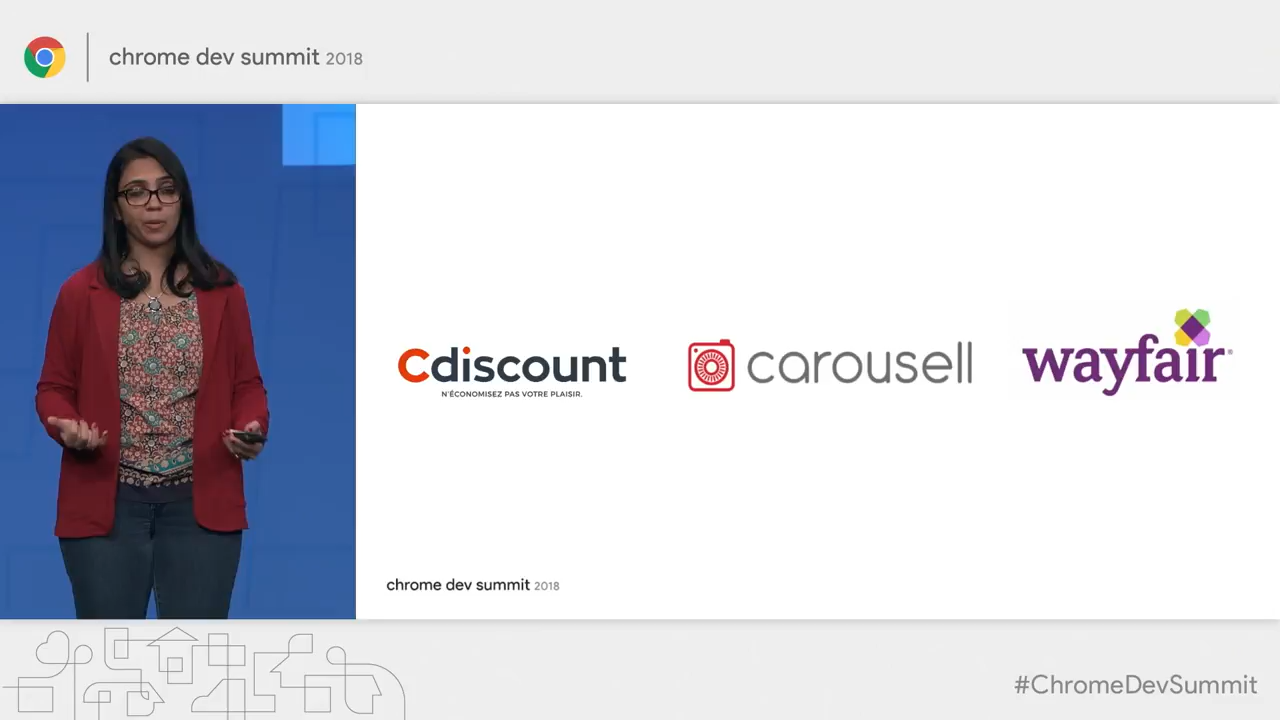 chrome dev summit 2018
Cdiscount
N'ÉCONOMISEZ PAS VOTRE PLAISIR.
carousell
wayfair®
chrome dev summit 2018
#ChromeDevSummit